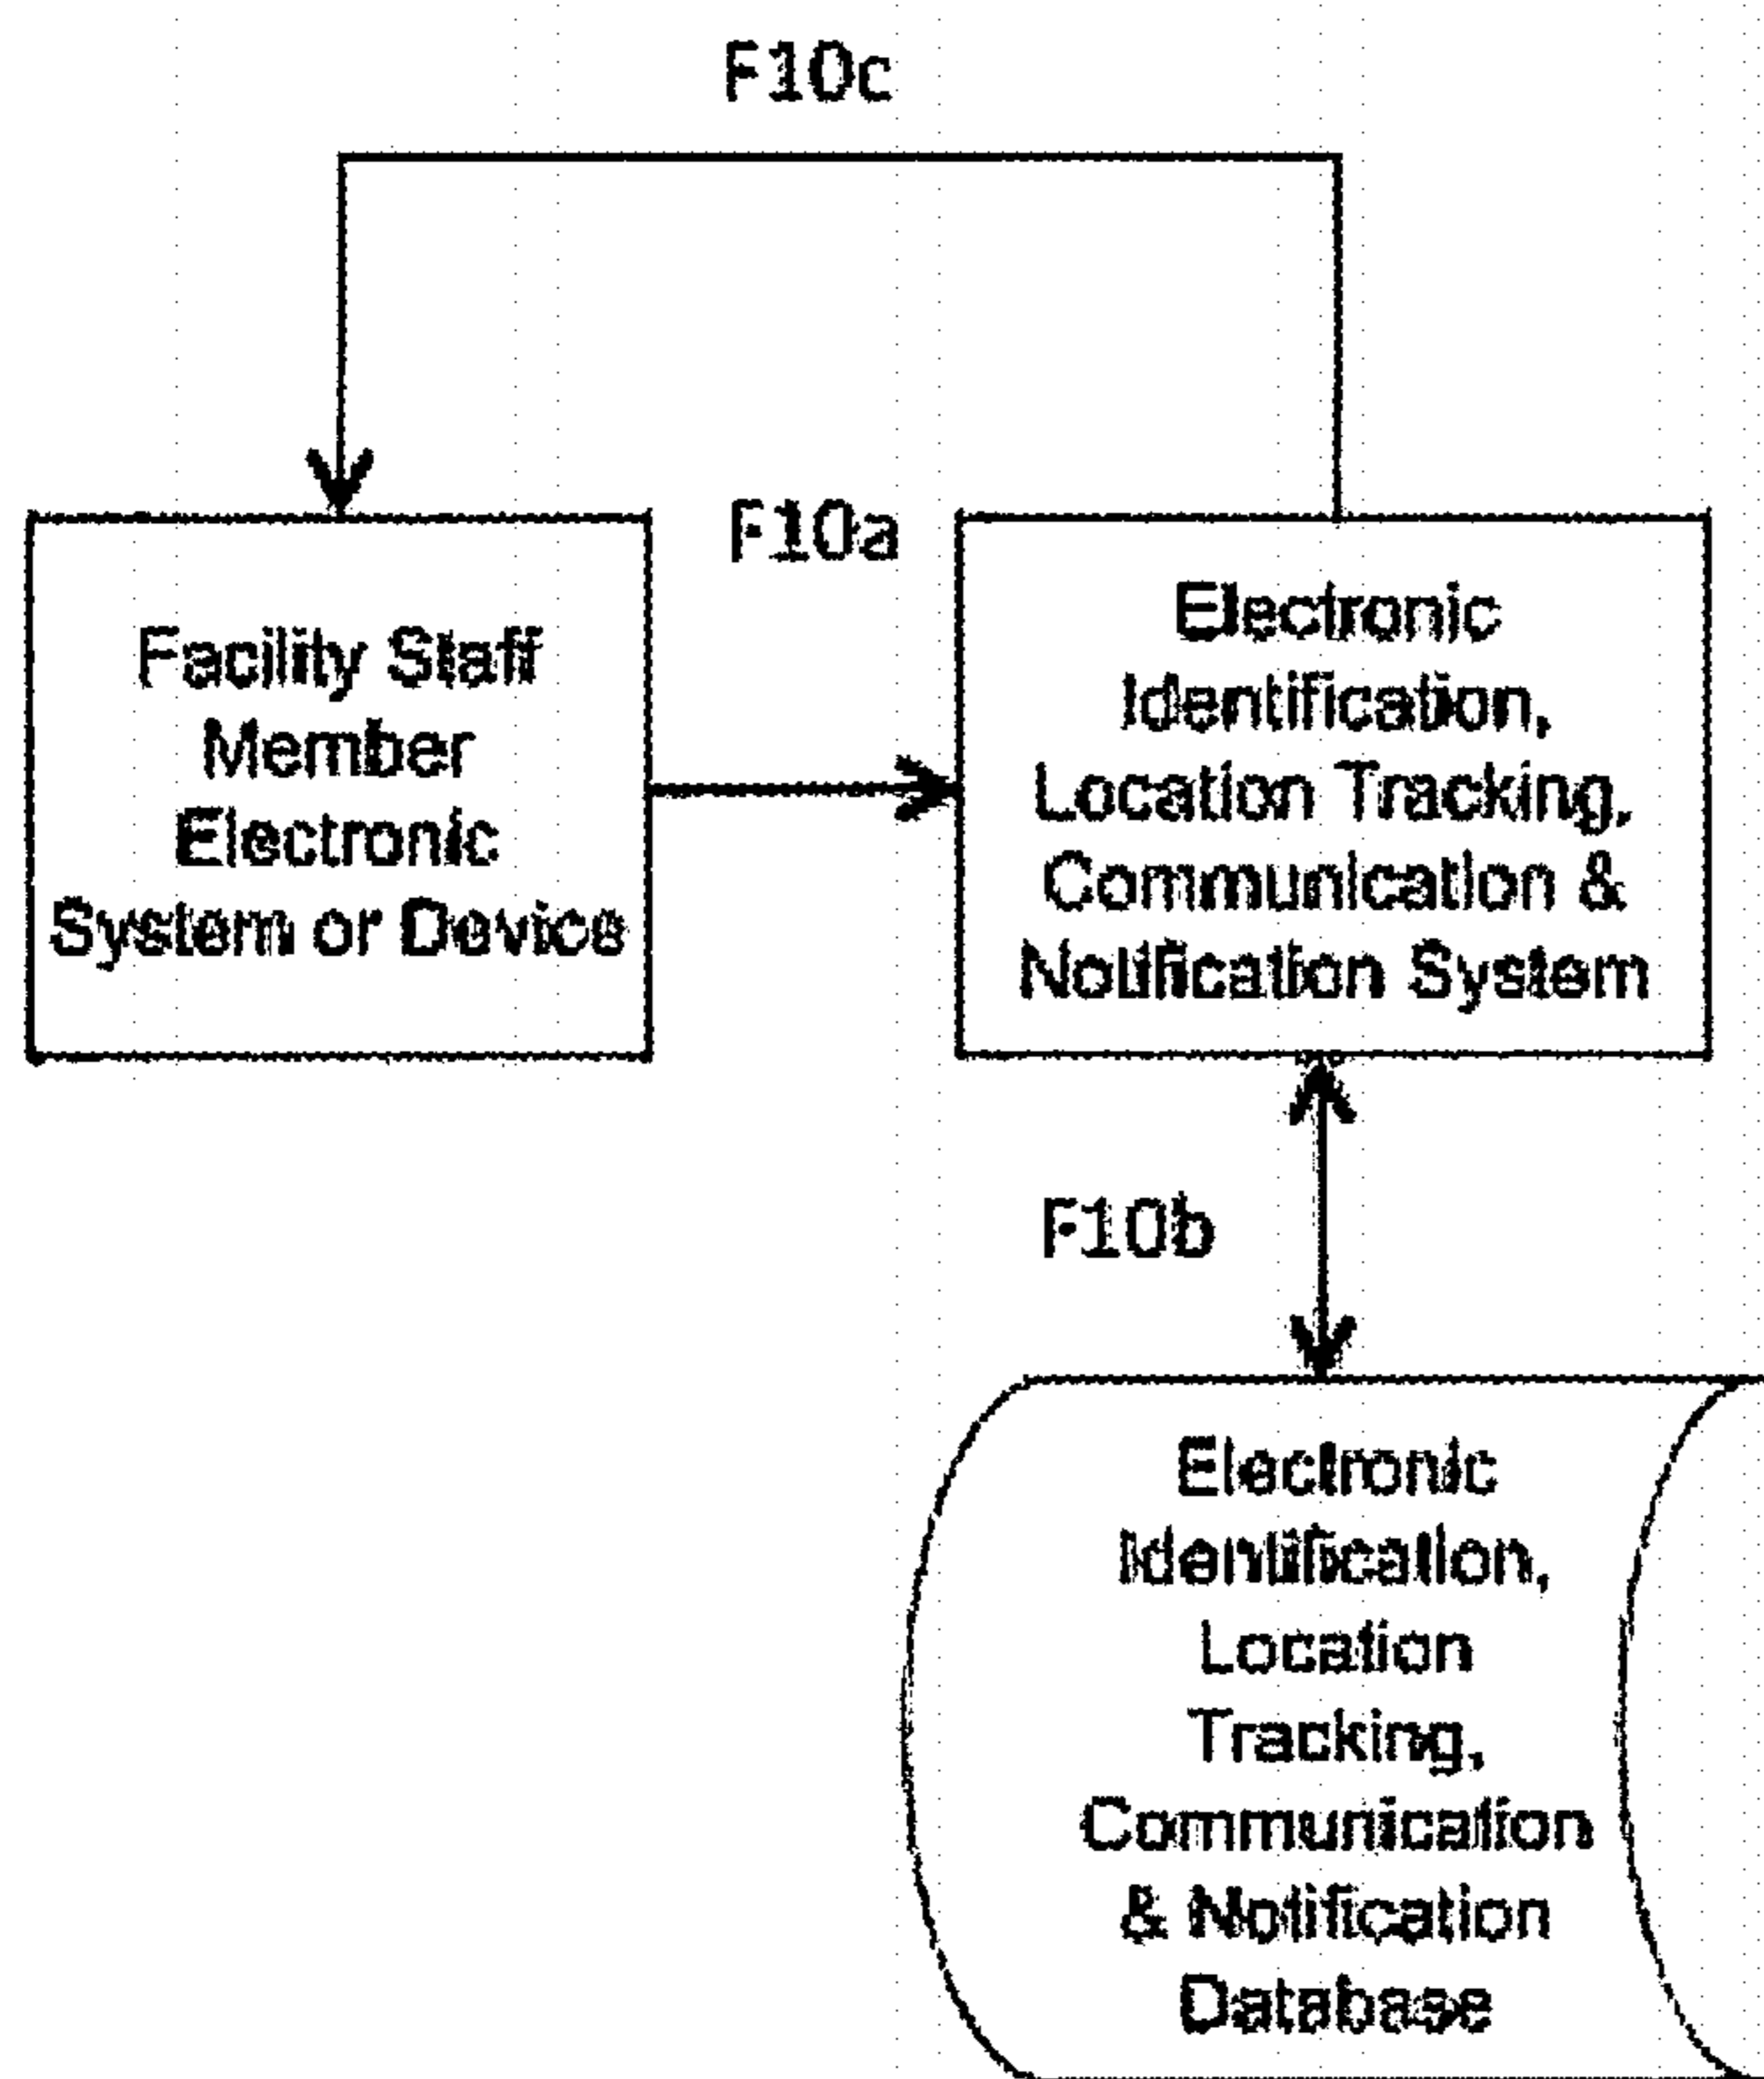 F10c
F10a
Facility Staff
Member
Electronic
System or Device
Electronic
Identification,
Location Tracking,
Communication &
Notification System
F10b
Electronic
Identification,
Location
Tracking,
Communication
& Notification
Database